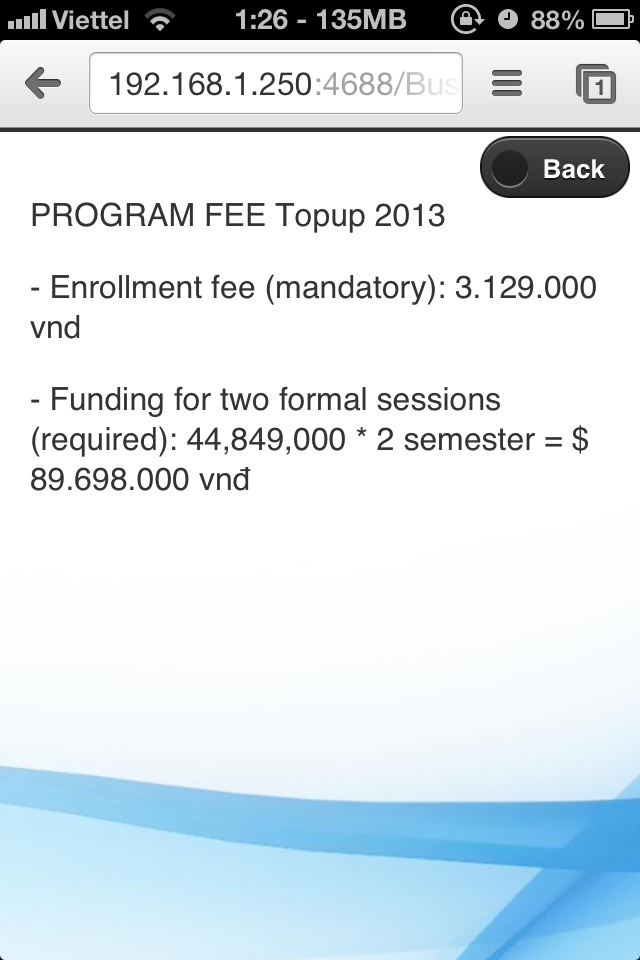 Viettel 1:26 - 135MB 88%
192.168.1.250:4688/Bus
1
Back
PROGRAM FEE Topup 2013
- Enrollment fee (mandatory): 3.129.000
vnd
- Funding for two formal sessions
(required): 44,849,000 * 2 semester = $
89.698.000 vnđ